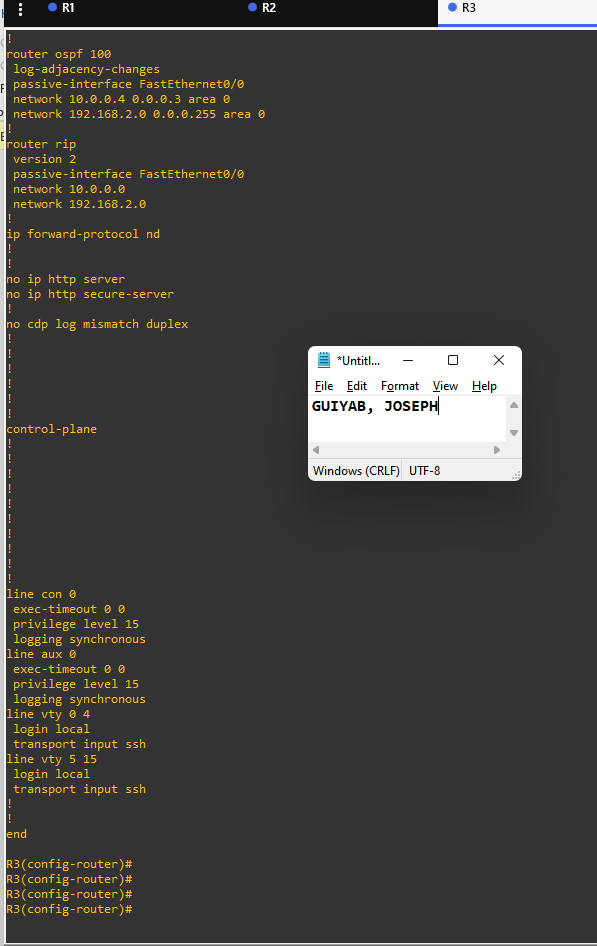 R1
R2
R3
!
router ospf 100
 log-adjacency-changes
 passive-interface FastEthernet0/0
 network 10.0.0.4 0.0.0.3 area 0
 network 192.168.2.0 0.0.0.255 area 0
!
router rip
 version 2
 passive-interface FastEthernet0/0
 network 10.0.0.0
 network 192.168.2.0
!
ip forward-protocol nd
!
!
no ip http server
no ip http secure-server
!
no cdp log mismatch duplex
!
!
!
!
!
!
control-plane
!
!
!
!
!
!
!
!
!
!
line con 0
 exec-timeout 0 0
 privilege level 15
 logging synchronous
line aux 0
 exec-timeout 0 0
 privilege level 15
 logging synchronous
line vty 0 4
 login local
 transport input ssh
line vty 5 15
 login local
 transport input ssh
!
!
end
R3(config-router)#
R3(config-router)#
R3(config-router)#
R3(config-router)#
*Untitl...
File Edit Format View Help
GUIYAB, JOSEPH
Windows (CRLF) UTF-8